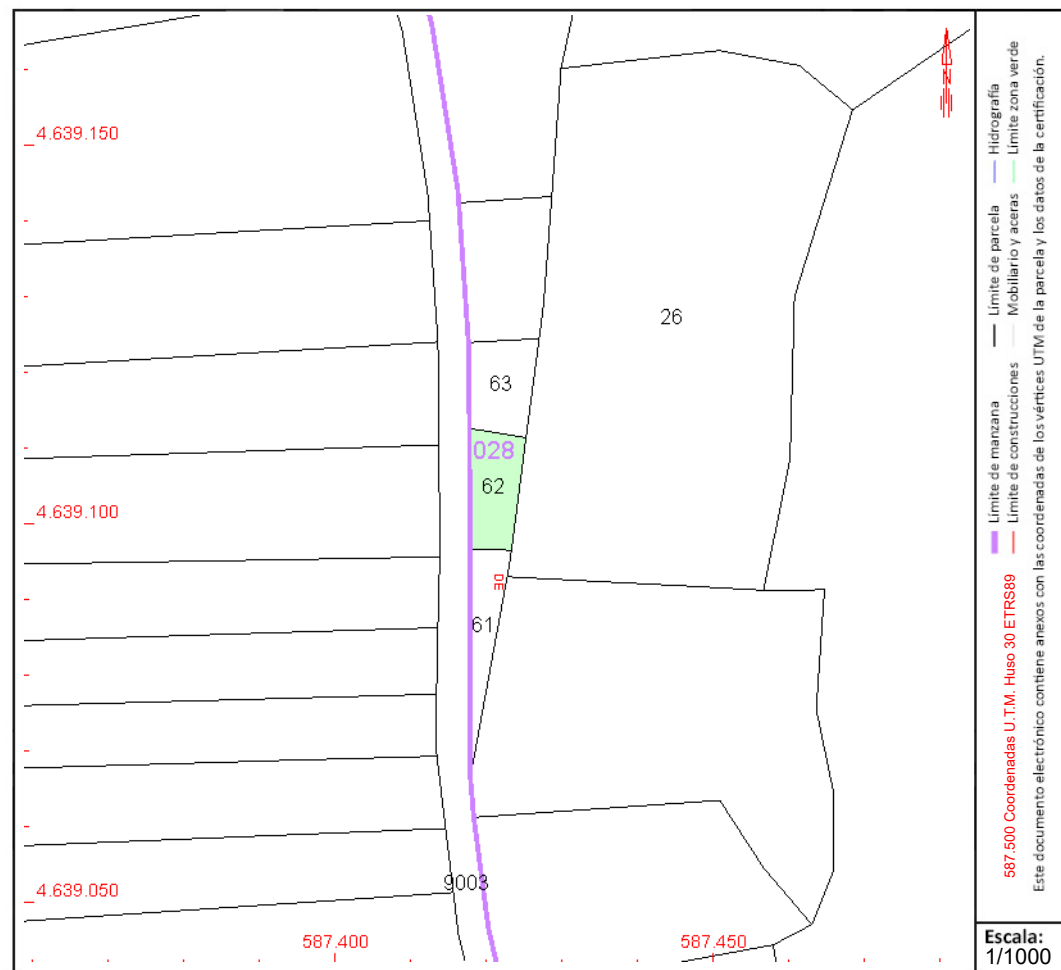 4.639.150
26
63
028
62
4.639.100
DE
61
9003
4.639.050
587.400
587.450
N
Límite de manzana
Límite de parcela
Hidrografía
587.500 Coordenadas U.T.M. Huso 30 ETRS89
Límite de construcciones
Mobiliario y aceras
Límite zona verde
Este documento electrónico contiene anexos con las coordenadas de los vértices UTM de la parcela y los datos de la certificación.
Escala:
1/1000